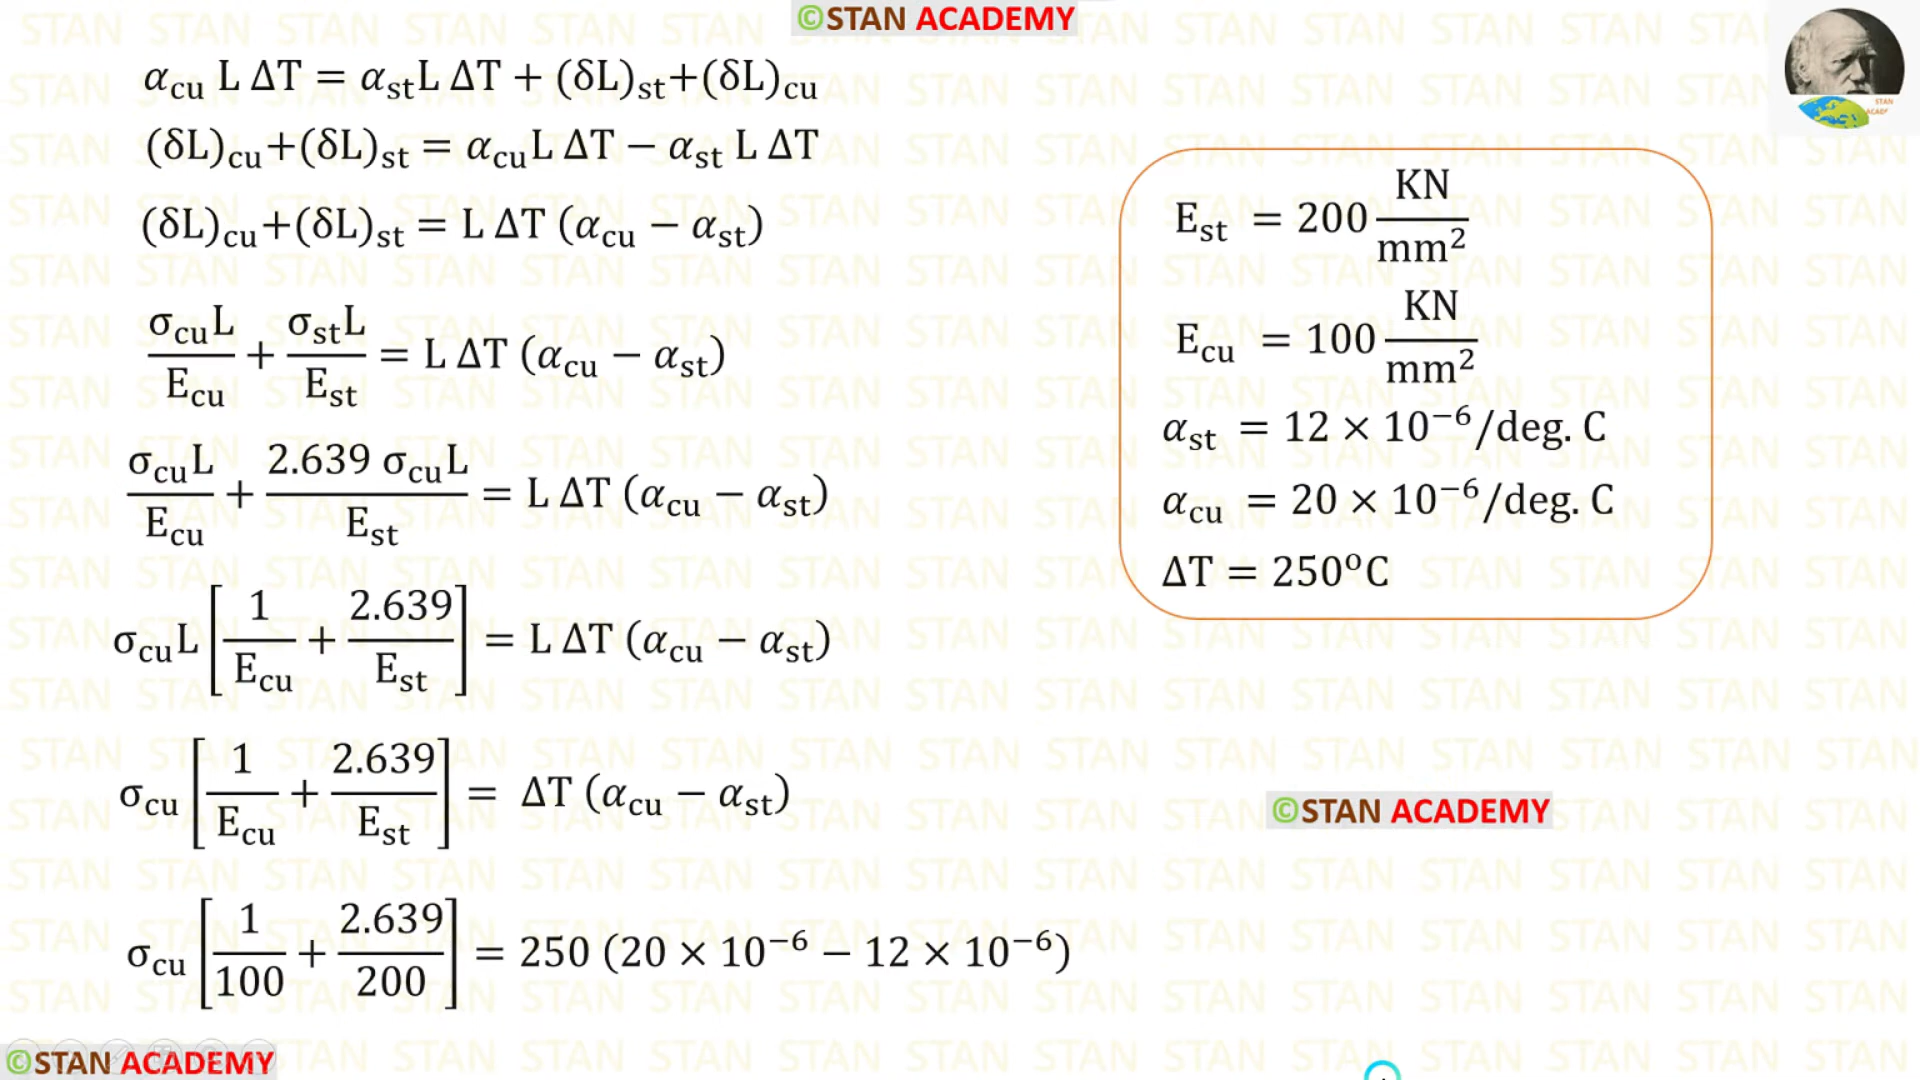 ©STAN ACADEMY
α_cu L ΔT = α_st L ΔT + (δL)_st+(δL)_cu
(δL)_cu+(δL)_st = α_cu L ΔT − α_st L ΔT
(δL)_cu+(δL)_st = L ΔT (α_cu − α_st)
σ_cu L/E_cu + σ_st L/E_st = L ΔT (α_cu − α_st)
σ_cu L/E_cu + 2.639 σ_cu L/E_st = L ΔT (α_cu − α_st)
σ_cu L [1/E_cu + 2.639/E_st] = L ΔT (α_cu − α_st)
σ_cu [1/E_cu + 2.639/E_st] = ΔT (α_cu − α_st)
σ_cu [1/100 + 2.639/200] = 250 (20 × 10⁻⁶ − 12 × 10⁻⁶)
E_st = 200 KN/mm²
E_cu = 100 KN/mm²
α_st = 12 × 10⁻⁶/deg. C
α_cu = 20 × 10⁻⁶/deg. C
ΔT = 250°C
©STAN ACADEMY
©STAN ACADEMY
STAN